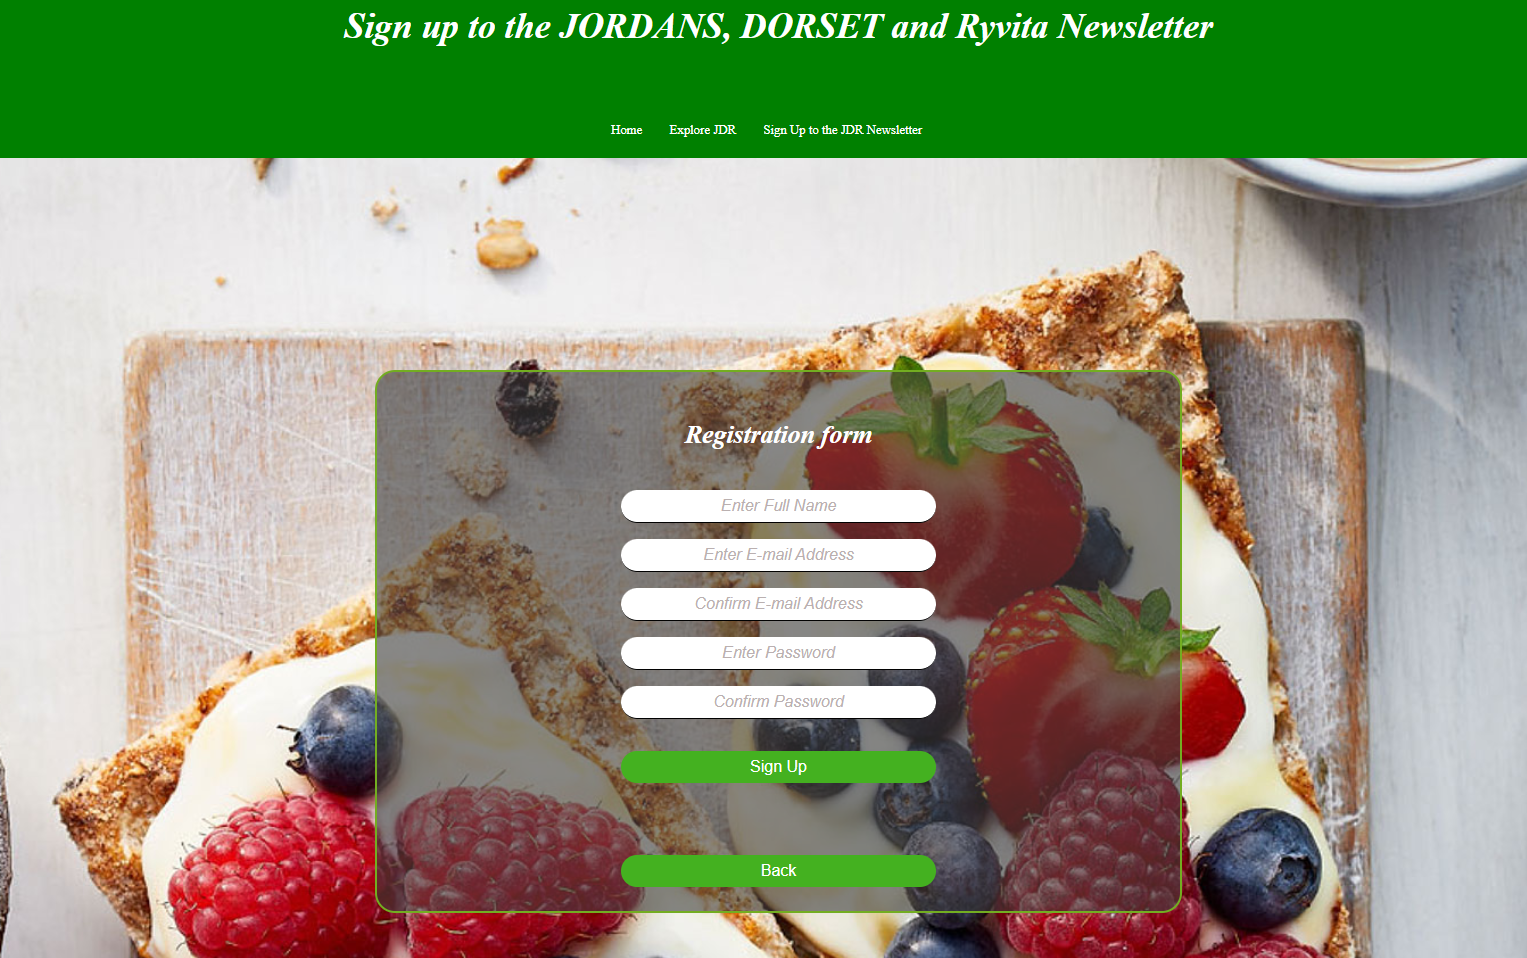 Sign up to the JORDANS, DORSET and Ryvita Newsletter
Home Explore JDR Sign Up to the JDR Newsletter
Registration form
Enter Full Name
Enter E-mail Address
Confirm E-mail Address
Enter Password
Confirm Password
Sign Up
Back